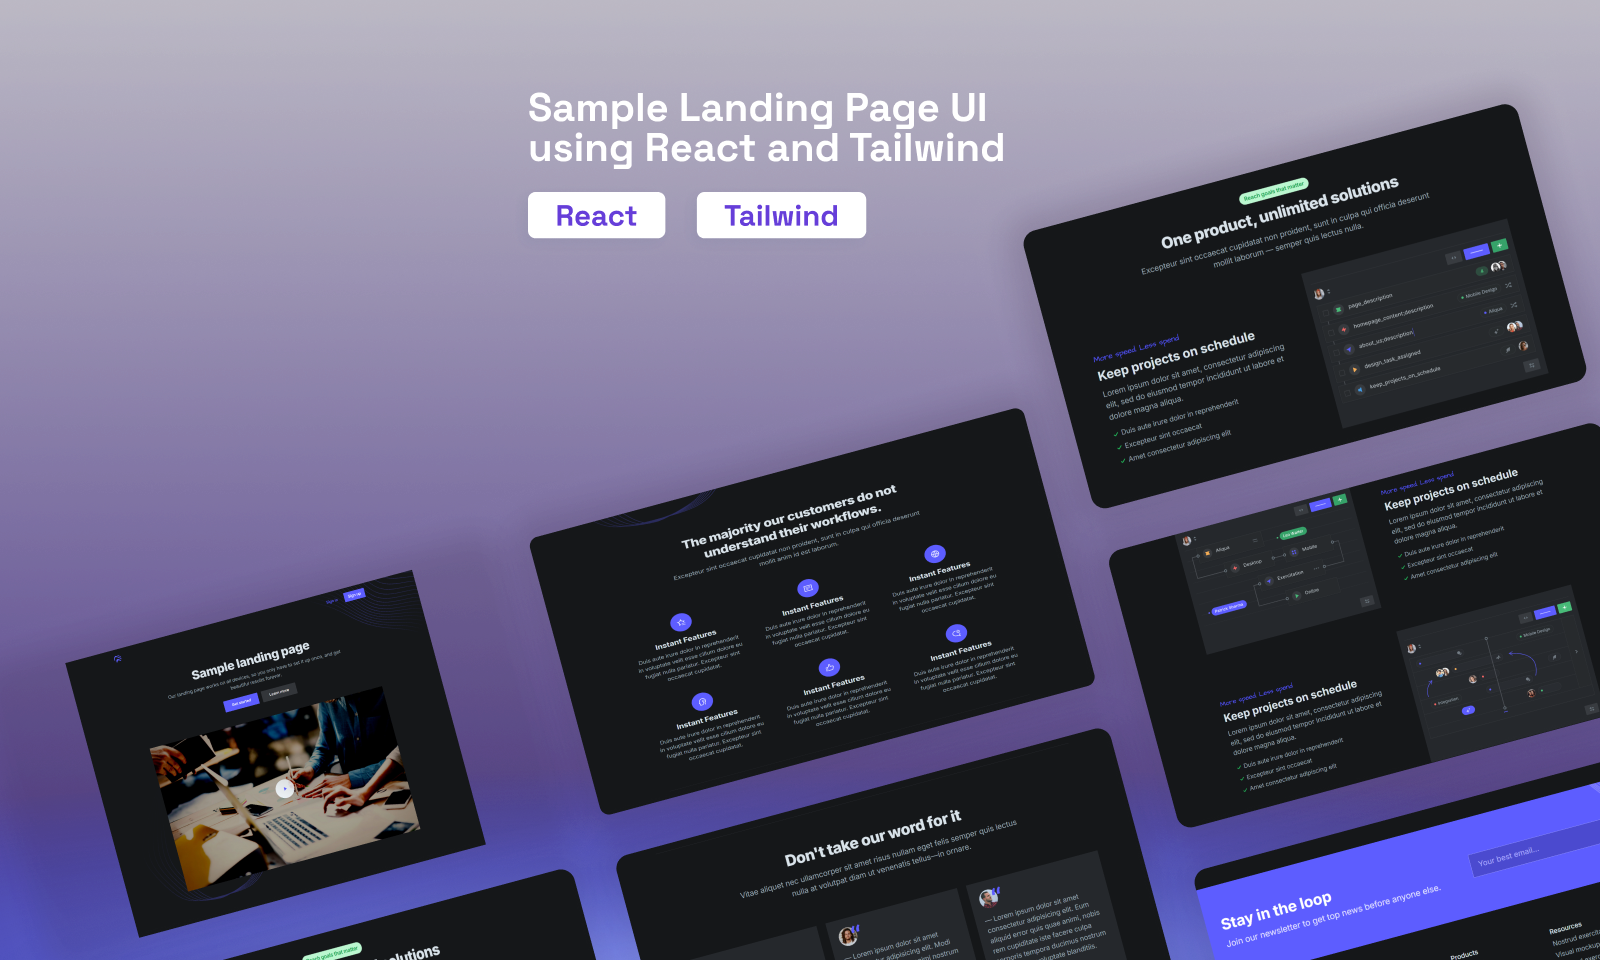 Sample Landing Page UI
using React and Tailwind
React
Tailwind
Reach goals that matter
One product, unlimited solutions
Excepteur sint occaecat cupidatat non proident, sunt in culpa qui officia deserunt
mollit laborum — semper quis lectus nulla.
page_description
homepage_content;description
Mobile Design
about_us;description
Alique
design_task_assigned
keep_projects_on_schedule
More speed. Less spend
Keep projects on schedule
Lorem ipsum dolor sit amet, consectetur adipiscing
elit, sed do eiusmod tempor incididunt ut labore et
dolore magna aliqua.
✓ Duis aute irure dolor in reprehenderit
✓ Excepteur sint occaecat
✓ Amet consectetur adipiscing elit
The majority our customers do not
understand their workflows.
Excepteur sint occaecat cupidatat non proident, sunt in culpa qui officia deserunt
mollit anim id est laborum.
Instant Features
Duis aute irure dolor in reprehenderit
in voluptate velit esse cillum dolore eu
fugiat nulla pariatur. Excepteur sint
occaecat cupidatat.
Instant Features
Duis aute irure dolor in reprehenderit
in voluptate velit esse cillum dolore eu
fugiat nulla pariatur. Excepteur sint
occaecat cupidatat.
Instant Features
Duis aute irure dolor in reprehenderit
in voluptate velit esse cillum dolore eu
fugiat nulla pariatur. Excepteur sint
occaecat cupidatat.
Instant Features
Duis aute irure dolor in reprehenderit
in voluptate velit esse cillum dolore eu
fugiat nulla pariatur. Excepteur sint
occaecat cupidatat.
Instant Features
Duis aute irure dolor in reprehenderit
in voluptate velit esse cillum dolore eu
fugiat nulla pariatur. Excepteur sint
occaecat cupidatat.
Instant Features
Duis aute irure dolor in reprehenderit
in voluptate velit esse cillum dolore eu
fugiat nulla pariatur. Excepteur sint
occaecat cupidatat.
More speed. Less spend
Keep projects on schedule
Lorem ipsum dolor sit amet, consectetur adipiscing
elit, sed do eiusmod tempor incididunt ut labore et
dolore magna aliqua.
✓ Duis aute irure dolor in reprehenderit
✓ Excepteur sint occaecat
✓ Amet consectetur adipiscing elit
Aliqua
Desktop
Mobile
Exercitation
Online
More speed. Less spend
Keep projects on schedule
Lorem ipsum dolor sit amet, consectetur adipiscing
elit, sed do eiusmod tempor incididunt ut labore et
dolore magna aliqua.
✓ Duis aute irure dolor in reprehenderit
✓ Excepteur sint occaecat
✓ Amet consectetur adipiscing elit
Mobile Design
Integration
Sign in
Sign up
Sample landing page
Our landing page works on all devices, so you only have to set it up once, and get
beautiful results forever.
Get started
Learn more
Don't take our word for it
Vitae aliquet nec ullamcorper sit amet risus nullam eget felis semper quis lectus
nulla at volutpat diam ut venenatis tellus—in ornare.
— Lorem ipsum dolor sit amet
consectetur adipisicing elit. Eum
aliquid error quis quae animi, nobis
rem cupiditate iste facere culpa
corporis tempora ducimus nostrum
voluptate blanditiis.
— Lorem ipsum dolor sit amet
adipisicing elit. Modi
Stay in the loop
Join our newsletter to get top news before anyone else.
Your best email...
Products
Resources
Reach goals that matter